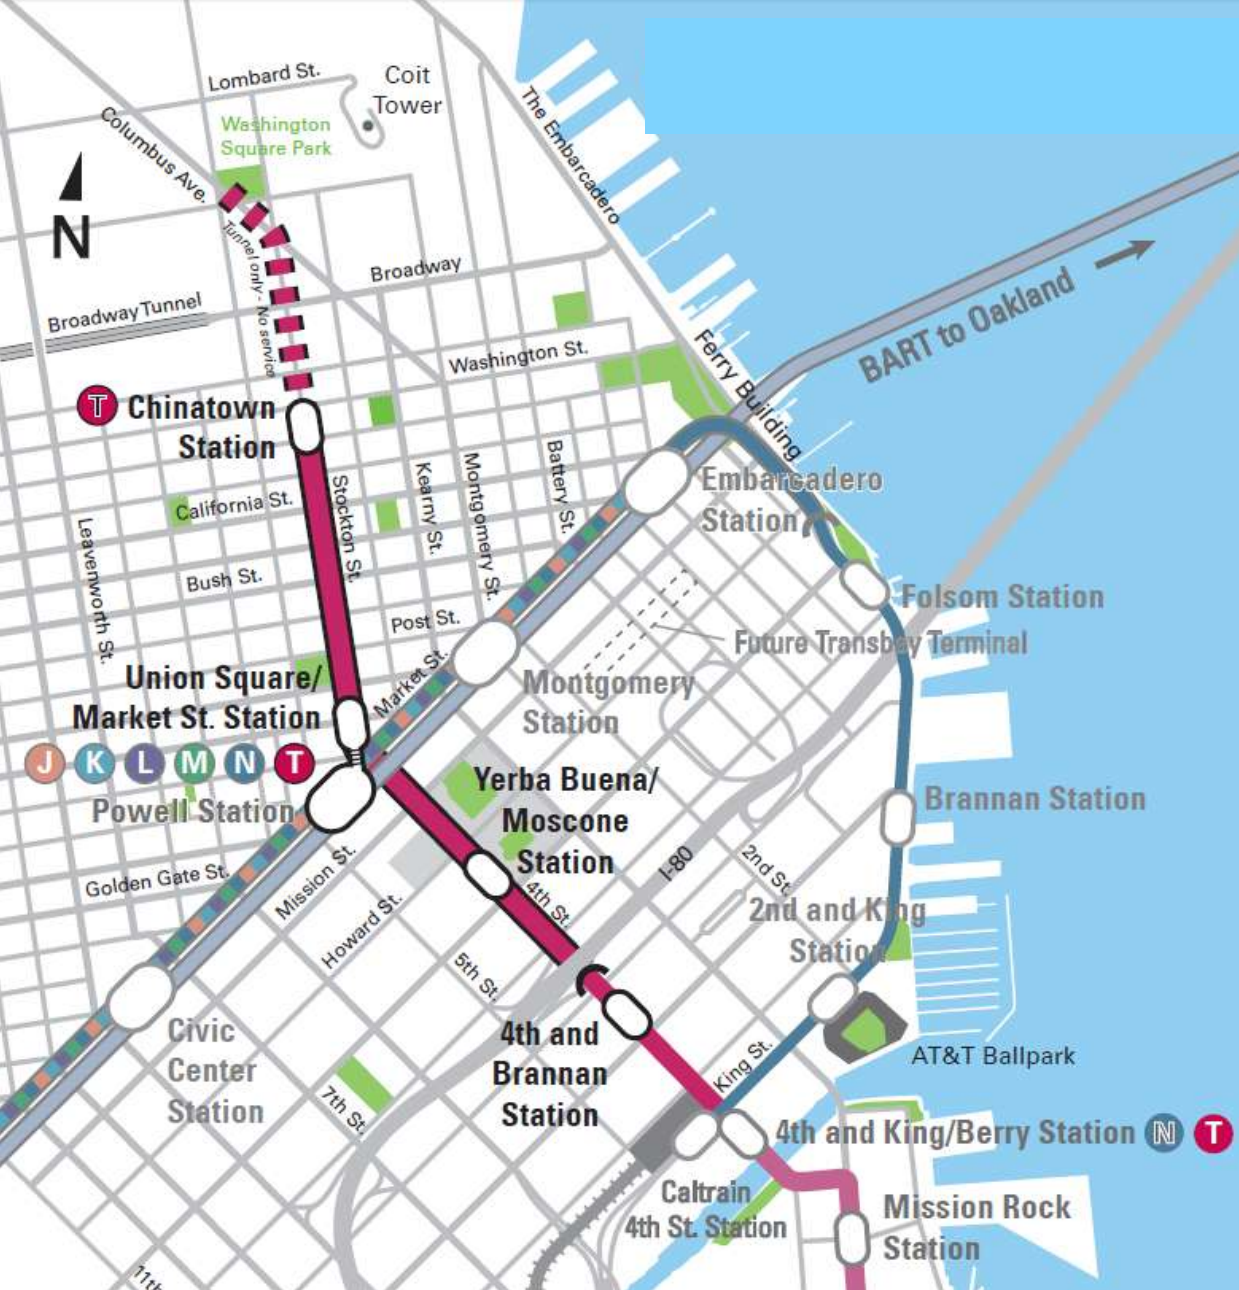 Lombard St.
Coit
Tower
Columbus Ave.
Washington
Square Park
The Embarcadero
N
Tunnel only - No service
Broadway
Broadway Tunnel
Washington St.
Ferry Building
BART to Oakland
T Chinatown
Station
California St.
Stockton St.
Kearny St.
Montgomery St.
Battery St.
Leavenworth St.
Bush St.
Post St.
Market St.
Embarcadero
Station
Folsom Station
Future Transbay Terminal
Montgomery
Station
Union Square/
Market St. Station
J K L M N T
Powell Station
Yerba Buena/
Moscone
Station
Brannan Station
Golden Gate St.
Mission St.
Howard St.
4th St.
5th St.
I-80
2nd St.
2nd and King
Station
Civic
Center
Station
7th St.
4th and
Brannan
Station
King St.
AT&T Ballpark
4th and King/Berry Station N T
Caltrain
4th St. Station
Mission Rock
Station
11th